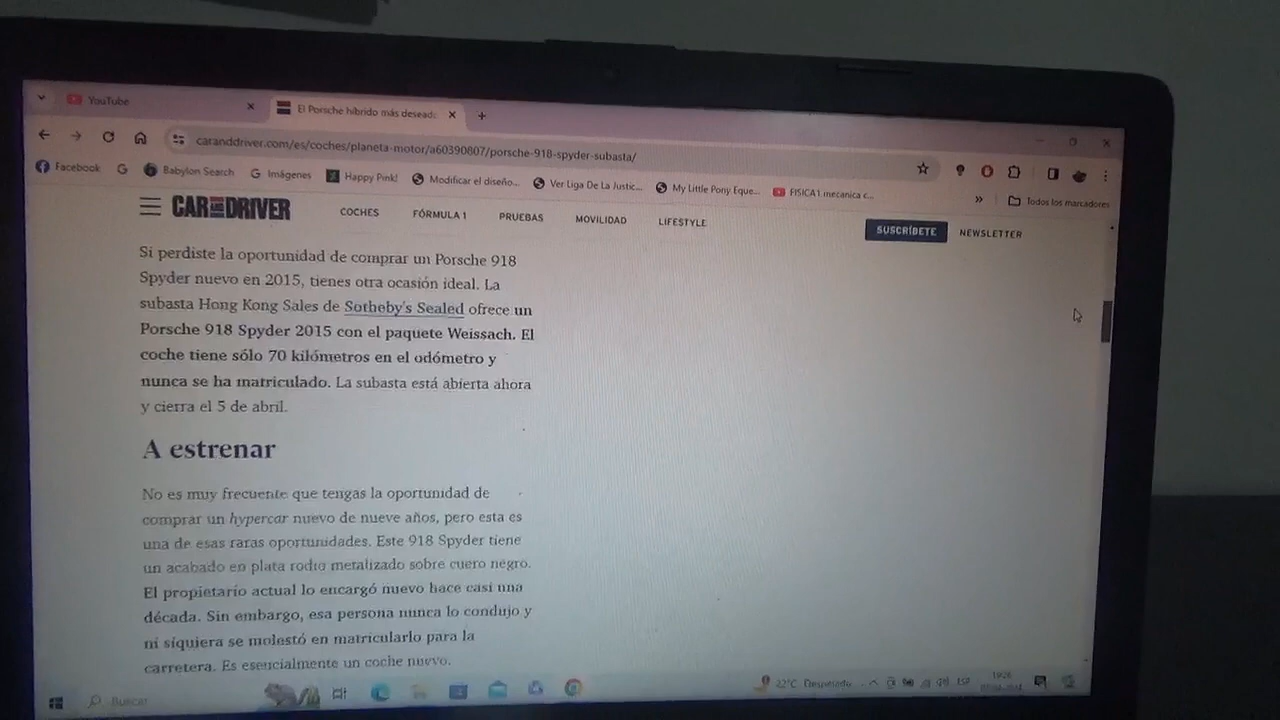 YouTube
El Porsche híbrido más desead
caranddriver.com/es/coches/planeta-motor/a60390807/porsche-918-spyder-subasta/
Facebook
Babylon Search
Imágenes
Happy Pink!
Modificar el diseño...
Ver Liga De La Justic...
My Little Pony Eque...
FISICA1 mecanica c...
»
Todos los marcadores
CAR AND DRIVER
COCHES
FÓRMULA 1
PRUEBAS
MOVILIDAD
LIFESTYLE
SUSCRÍBETE
NEWSLETTER
Si perdiste la oportunidad de comprar un Porsche 918
Spyder nuevo en 2015, tienes otra ocasión ideal. La
subasta Hong Kong Sales de Sotheby's Sealed ofrece un
Porsche 918 Spyder 2015 con el paquete Weissach. El
coche tiene sólo 70 kilómetros en el odómetro y
nunca se ha matriculado. La subasta está abierta ahora
y cierra el 5 de abril.
A estrenar
No es muy frecuente que tengas la oportunidad de
comprar un hypercar nuevo de nueve años, pero esta es
una de esas raras oportunidades. Este 918 Spyder tiene
un acabado en plata rodio metalizado sobre cuero negro.
El propietario actual lo encargó nuevo hace casi una
década. Sin embargo, esa persona nunca lo condujo y
ni siquiera se molestó en matricularlo para la
carretera. Es esencialmente un coche nuevo.
Buscar
22°C Despejado
ESP
19:26